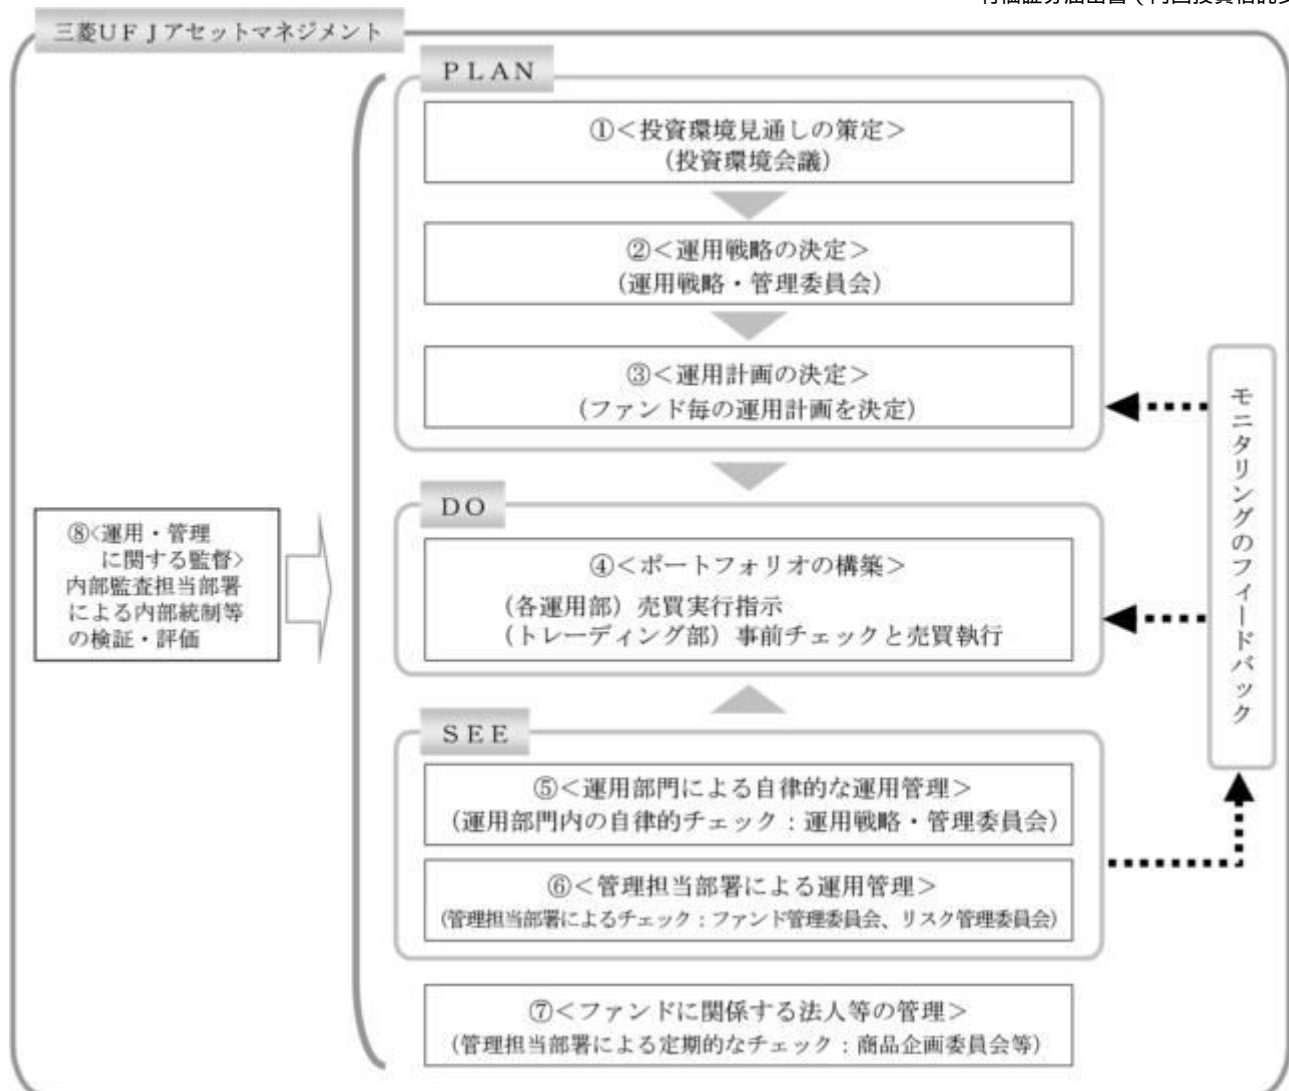 有価証券届出書（内国投資信託受
三菱ＵＦＪアセットマネジメント
ＰＬＡＮ
①＜投資環境見通しの策定＞
（投資環境会議）
②＜運用戦略の決定＞
（運用戦略・管理委員会）
③＜運用計画の決定＞
（ファンド毎の運用計画を決定）
ＤＯ
④＜ポートフォリオの構築＞
（各運用部）売買実行指示
（トレーディング部）事前チェックと売買執行
ＳＥＥ
⑤＜運用部門による自律的な運用管理＞
（運用部門内の自律的チェック：運用戦略・管理委員会）
⑥＜管理担当部署による運用管理＞
（管理担当部署によるチェック：ファンド管理委員会、リスク管理委員会）
⑦＜ファンドに関係する法人等の管理＞
（管理担当部署による定期的なチェック：商品企画委員会等）
⑧＜運用・管理
に関する監督＞
内部監査担当部署
による内部統制等
の検証・評価
モニタリングのフィードバック